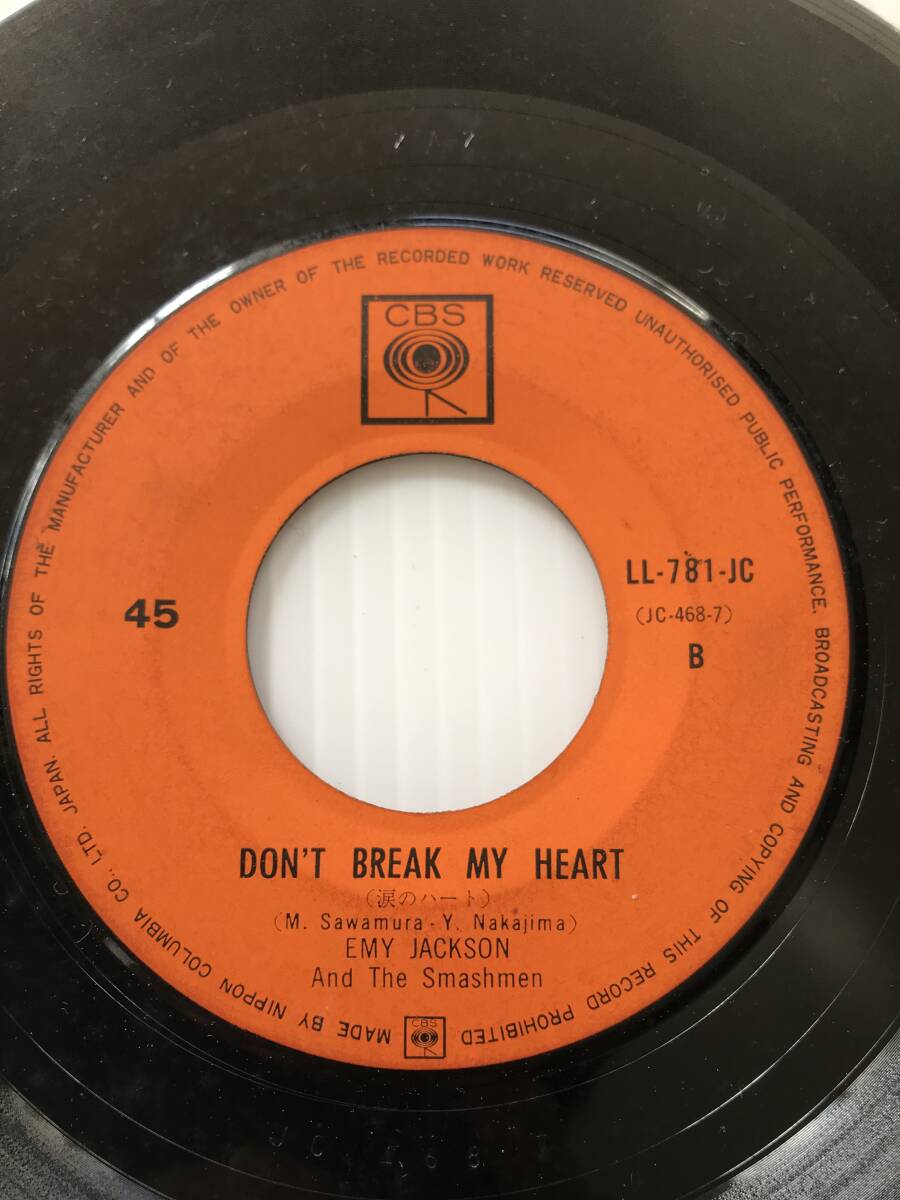 MADE BY NIPPON COLUMBIA CO., LTD. JAPAN. ALL RIGHTS OF THE MANUFACTURER AND OF THE OWNER OF THE RECORDED WORK RESERVED UNAUTHORISED PUBLIC PERFORMANCE, BROADCASTING AND COPYING OF THIS RECORD PROHIBITED
CBS
45
LL-781-JC
(JC-468-7)
B
DON'T BREAK MY HEART
(涙のハート)
(M. Sawamura - Y. Nakajima)
EMY JACKSON
And The Smashmen
CBS